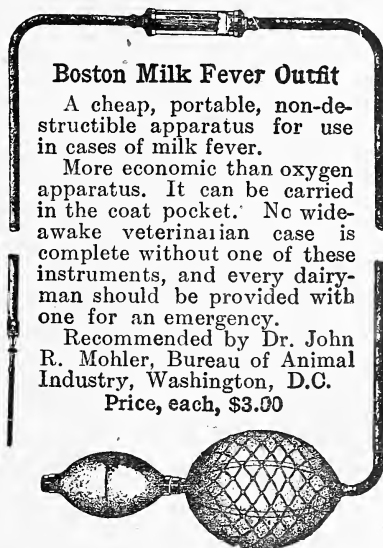 Boston Milk Fever Outfit
A cheap, portable, non-de-
structible apparatus for use
in cases of milk fever.
More economic than oxygen
apparatus. It can be carried
in the coat pocket. No wide-
awake veterinarian case is
complete without one of these
instruments, and every dairy-
man should be provided with
one for an emergency.
Recommended by Dr. John
R. Mohler, Bureau of Animal
Industry, Washington, D.C.
Price, each, $3.00